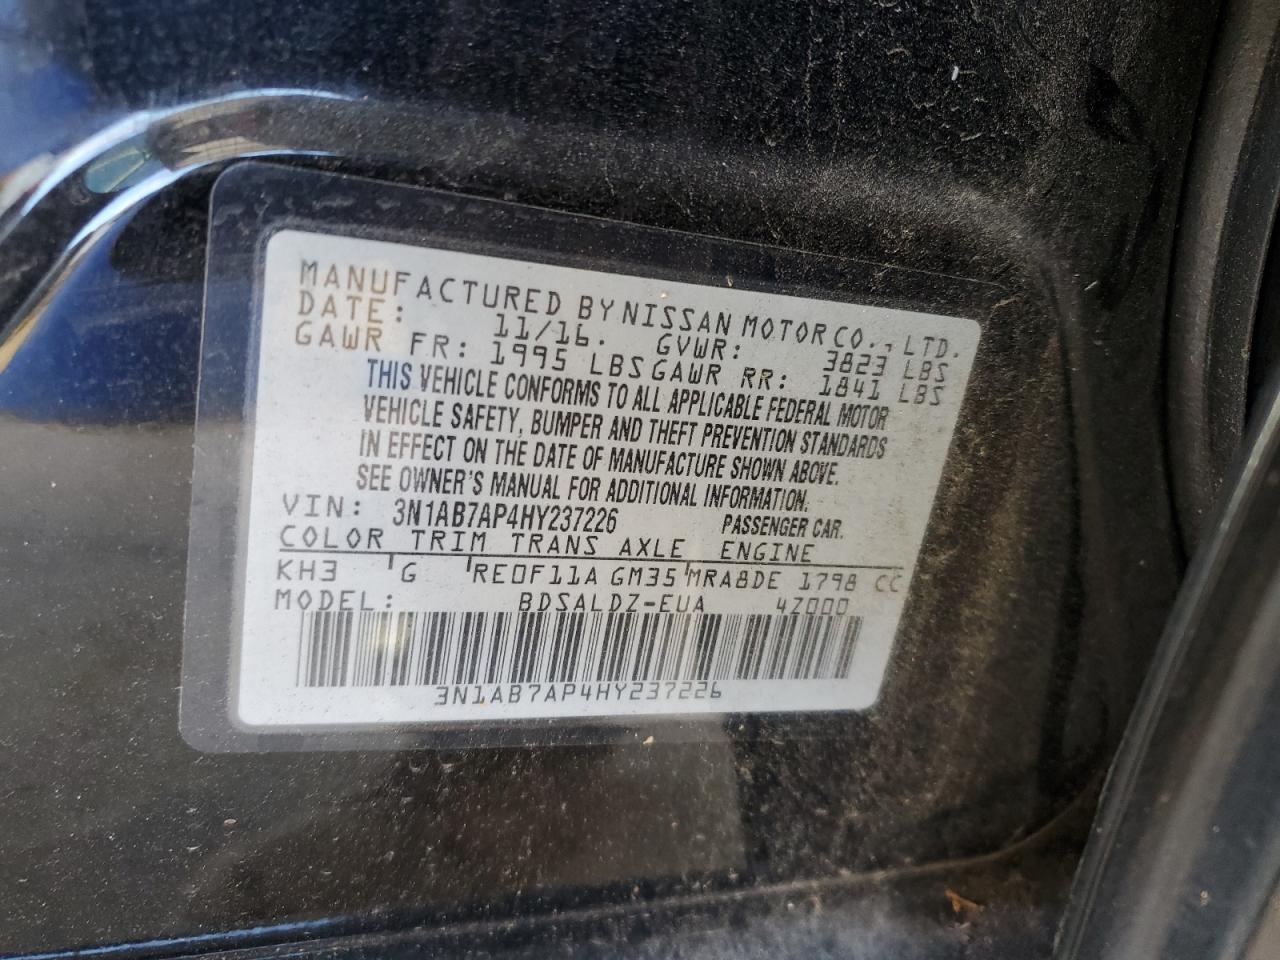 MANUFACTURED BY NISSAN MOTOR CO., LTD.
DATE: 11/16. GVWR: 3823 LBS
GAWR FR: 1995 LBS GAWR RR: 1841 LBS
THIS VEHICLE CONFORMS TO ALL APPLICABLE FEDERAL MOTOR
VEHICLE SAFETY, BUMPER AND THEFT PREVENTION STANDARDS
IN EFFECT ON THE DATE OF MANUFACTURE SHOWN ABOVE.
SEE OWNER'S MANUAL FOR ADDITIONAL INFORMATION.
VIN: 3N1AB7AP4HY237226 PASSENGER CAR.
COLOR TRIM TRANS AXLE ENGINE
KH3 G RE0F11A GM35 MRA8DE 1798 CC
MODEL: BDSALDZ-EUA 4Z000
3N1AB7AP4HY237226